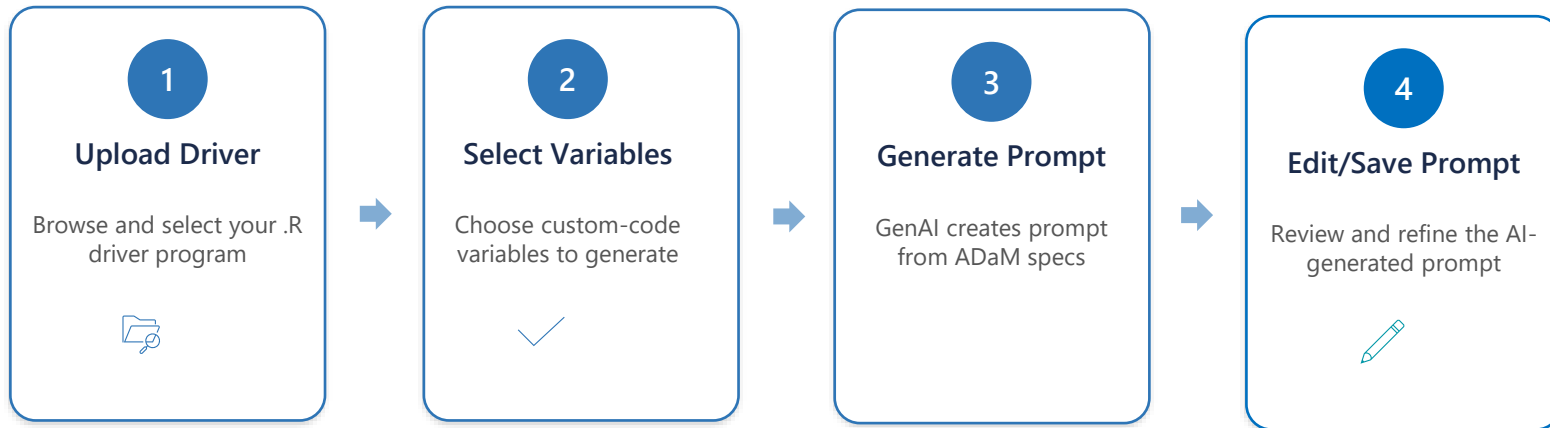 1
Upload Driver
Browse and select your .R
driver program
2
Select Variables
Choose custom-code
variables to generate
3
Generate Prompt
GenAI creates prompt
from ADaM specs
4
Edit/Save Prompt
Review and refine the AI-
generated prompt